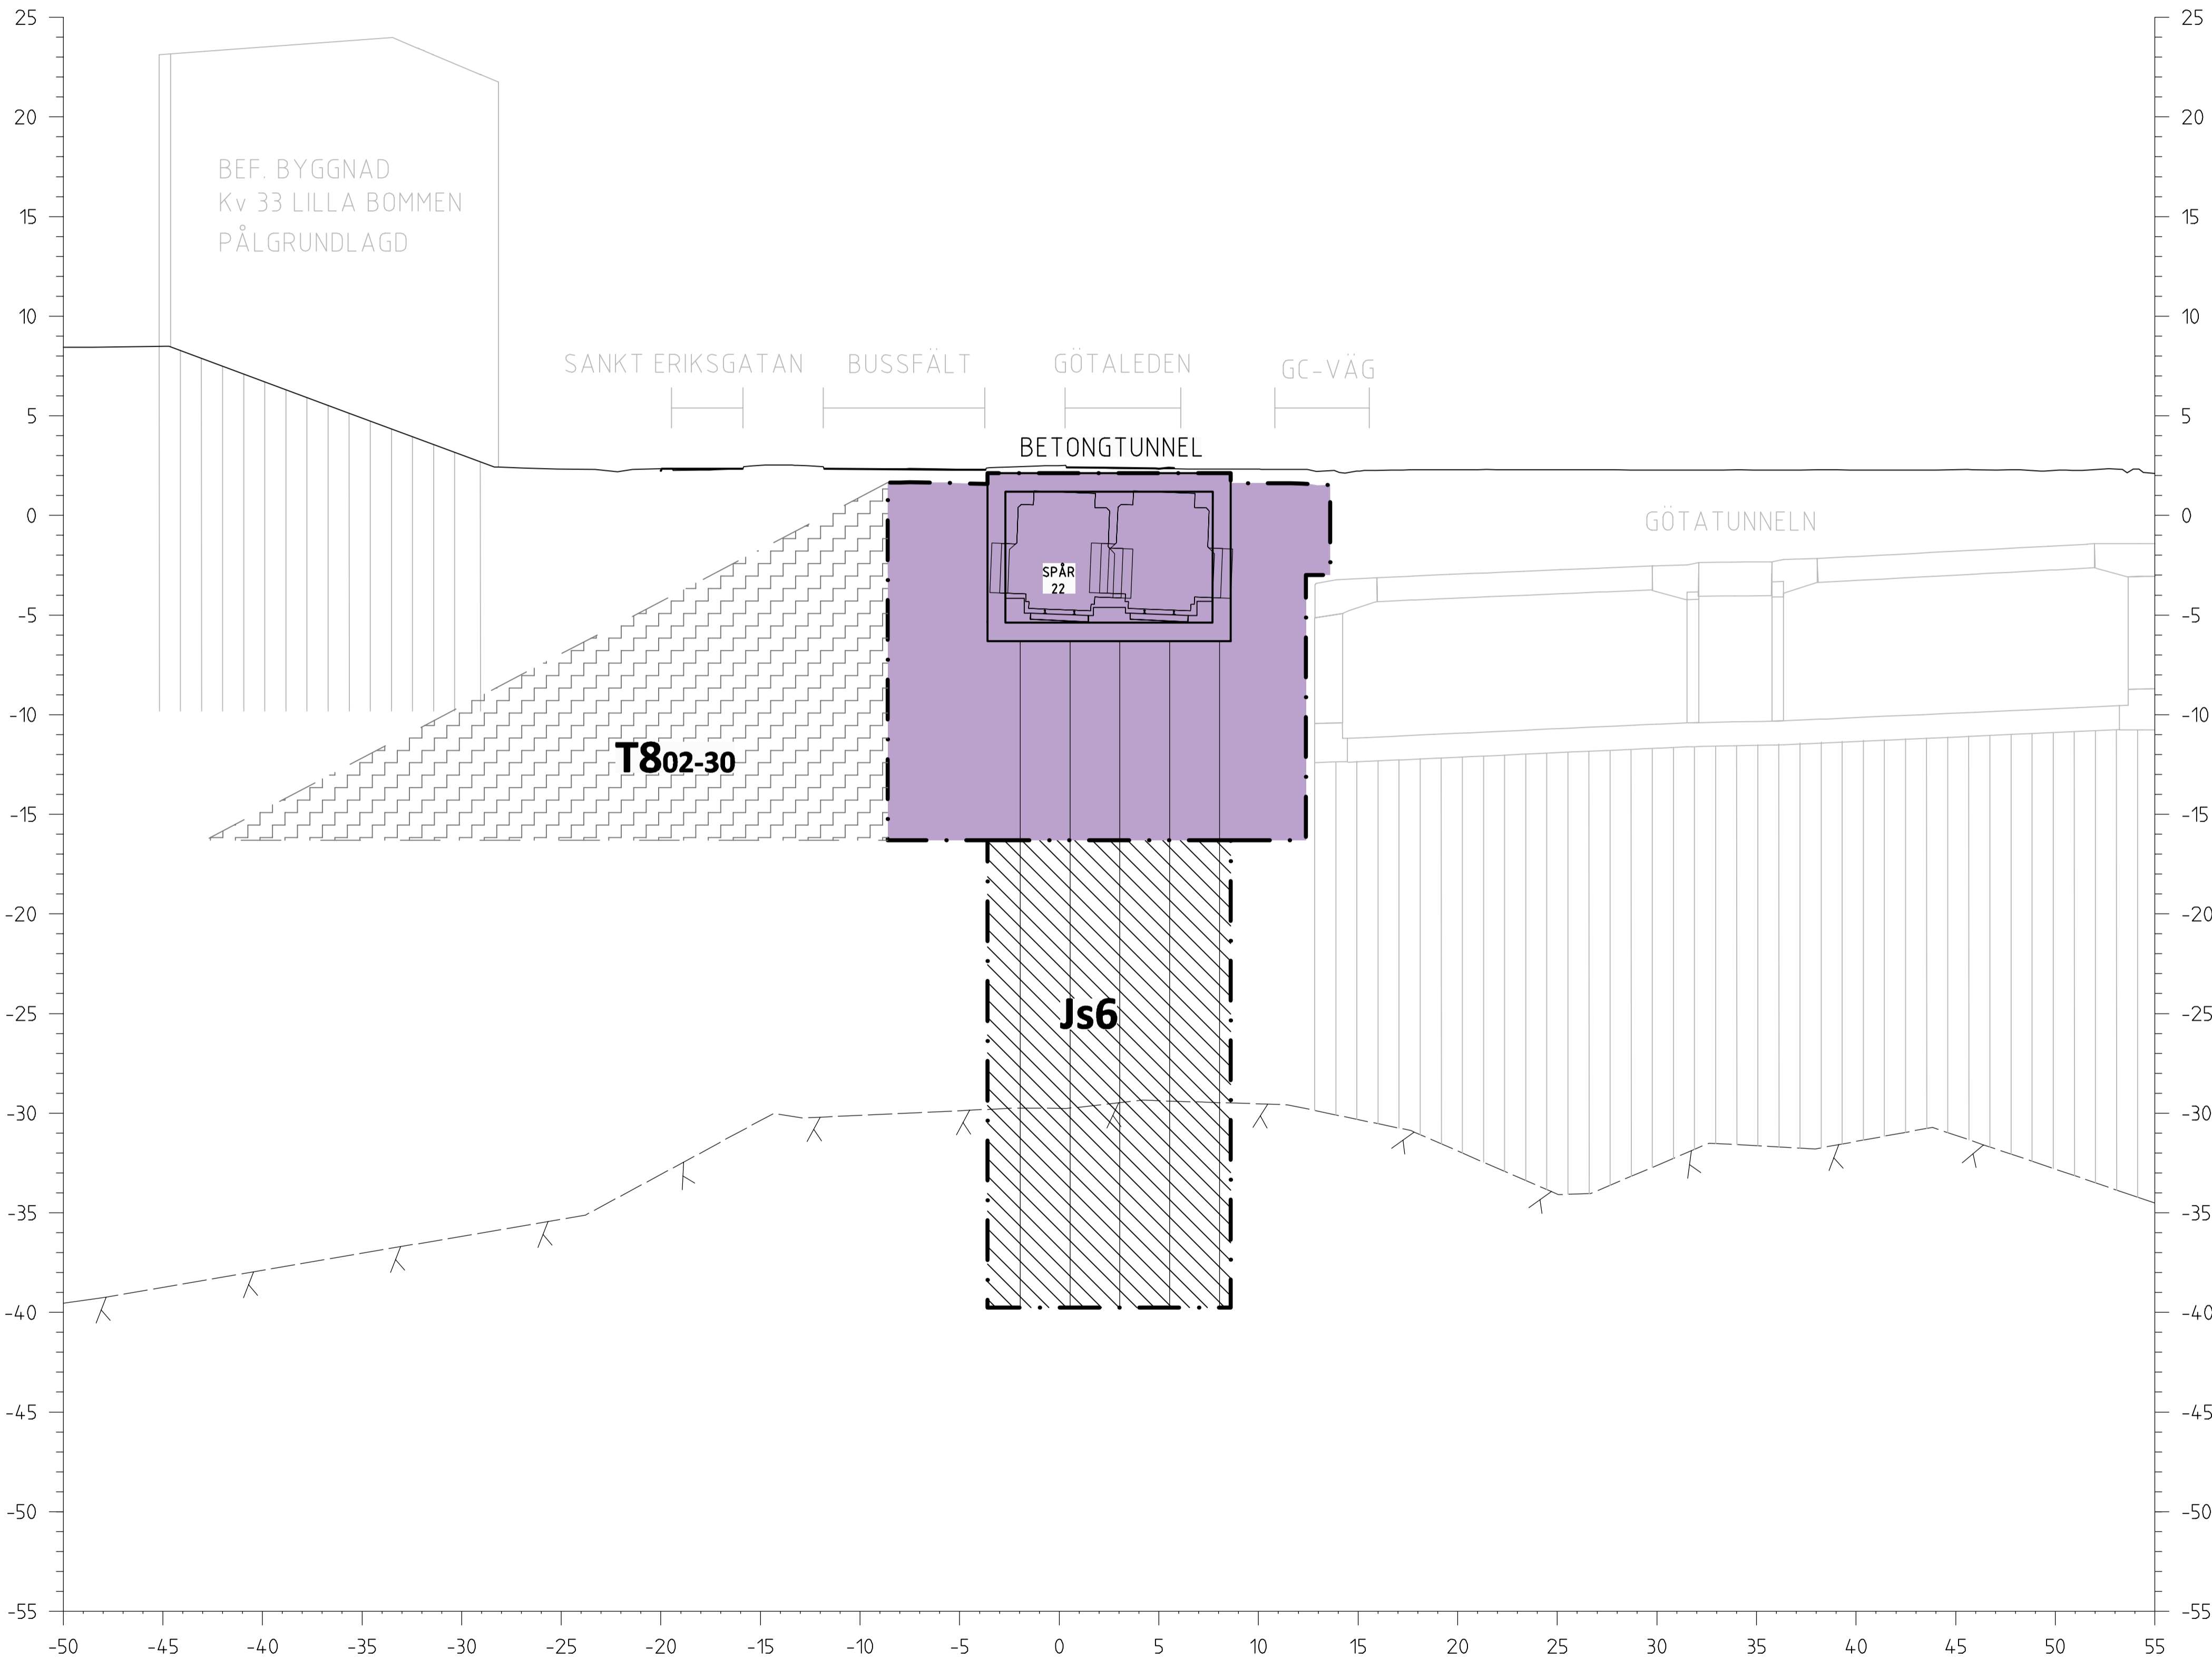 BEF. BYGGNAD
Kv 33 LILLA BOMMEN
PÅLGRUNDLAGD
SANKT ERIKSGATAN
BUSSFÄLT
GÖTALEDEN
GC-VÄG
BETONGTUNNEL
GÖTATUNNELN
SPÅR
22
T802-30
Js6
25
20
15
10
5
0
-5
-10
-15
-20
-25
-30
-35
-40
-45
-50
-55
25
20
15
10
5
0
-5
-10
-15
-20
-25
-30
-35
-40
-45
-50
-55
-50 -45 -40 -35 -30 -25 -20 -15 -10 -5 0 5 10 15 20 25 30 35 40 45 50 55